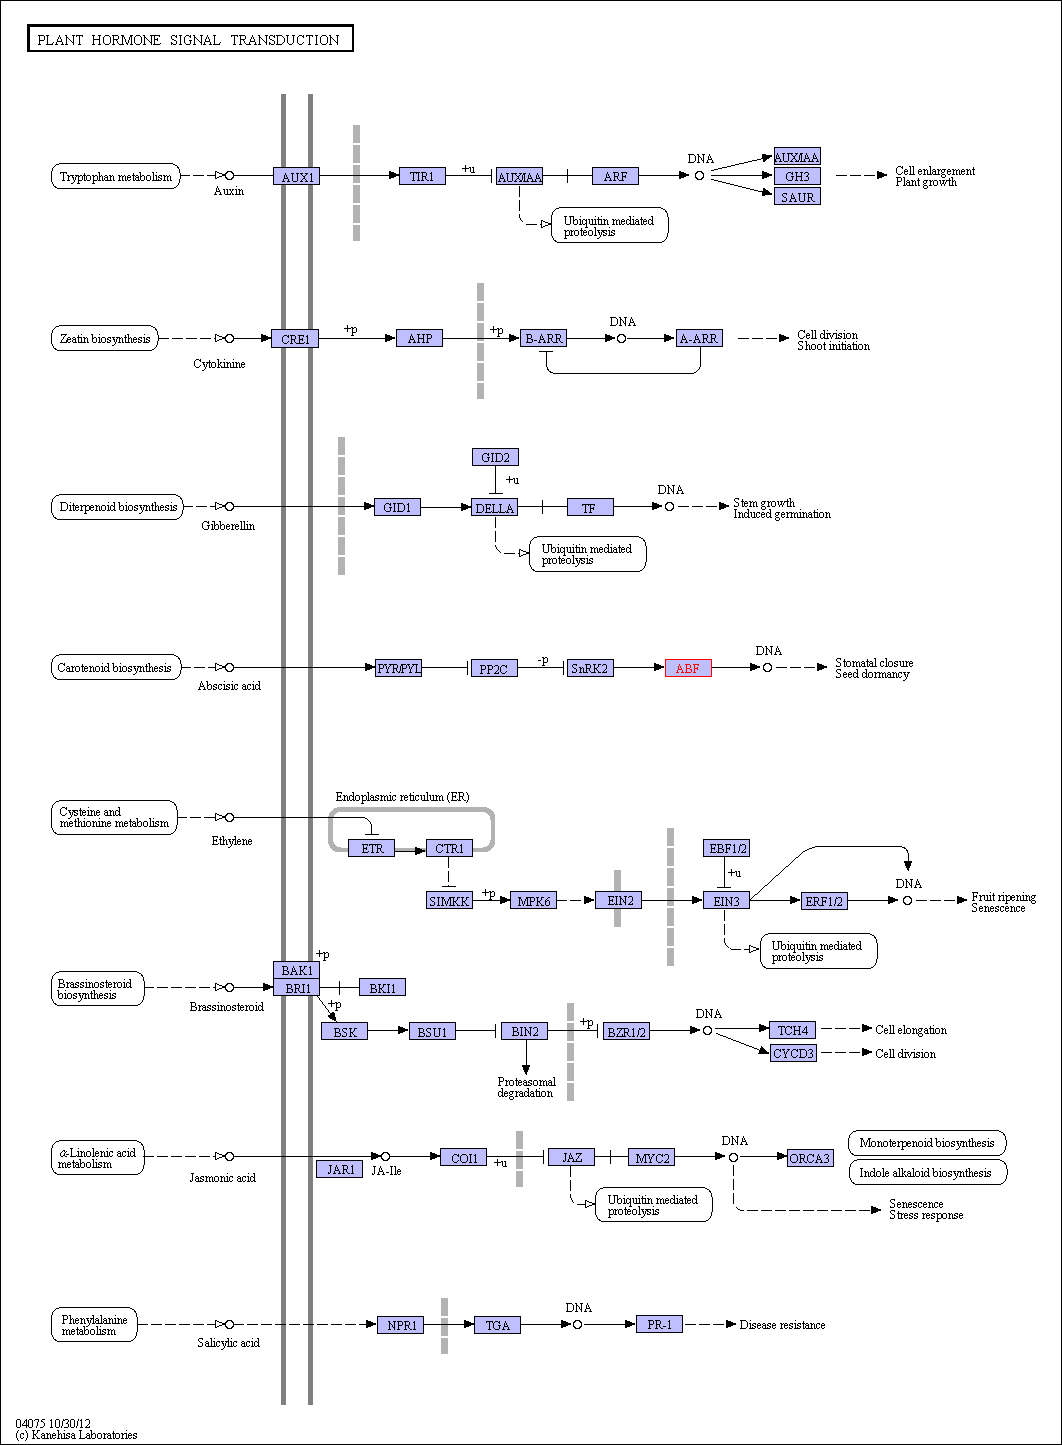 PLANT HORMONE SIGNAL TRANSDUCTION
Tryptophan metabolism
Auxin
AUX1
TIR1
+u
AUX/IAA
ARF
DNA
AUX/IAA
GH3
SAUR
Cell enlargement
Plant growth
Ubiquitin mediated
proteolysis
Zeatin biosynthesis
Cytokinine
CRE1
+p
AHP
+p
B-ARR
DNA
A-ARR
Cell division
Shoot initiation
GID2
+u
Diterpenoid biosynthesis
Gibberellin
GID1
DELLA
TF
DNA
Stem growth
Induced germination
Ubiquitin mediated
proteolysis
Carotenoid biosynthesis
Abscisic acid
PYR/PYL
PP2C
-p
SnRK2
ABF
DNA
Stomatal closure
Seed dormancy
Cysteine and
methionine metabolism
Ethylene
Endoplasmic reticulum (ER)
ETR
CTR1
SIMKK
+p
MPK6
EIN2
EBF1/2
+u
EIN3
ERF1/2
DNA
Fruit ripening
Senescence
Ubiquitin mediated
proteolysis
Brassinosteroid
biosynthesis
Brassinosteroid
BAK1
+p
BRI1
BKI1
+p
BSK
BSU1
BIN2
+p
BZR1/2
DNA
TCH4
Cell elongation
CYCD3
Cell division
Proteasomal
degradation
α-Linolenic acid
metabolism
Jasmonic acid
JAR1
JA-Ile
COI1
+u
JAZ
MYC2
DNA
ORCA3
Monoterpenoid biosynthesis
Indole alkaloid biosynthesis
Ubiquitin mediated
proteolysis
Senescence
Stress response
Phenylalanine
metabolism
Salicylic acid
NPR1
TGA
DNA
PR-1
Disease resistance
04075 10/30/12
(c) Kanehisa Laboratories